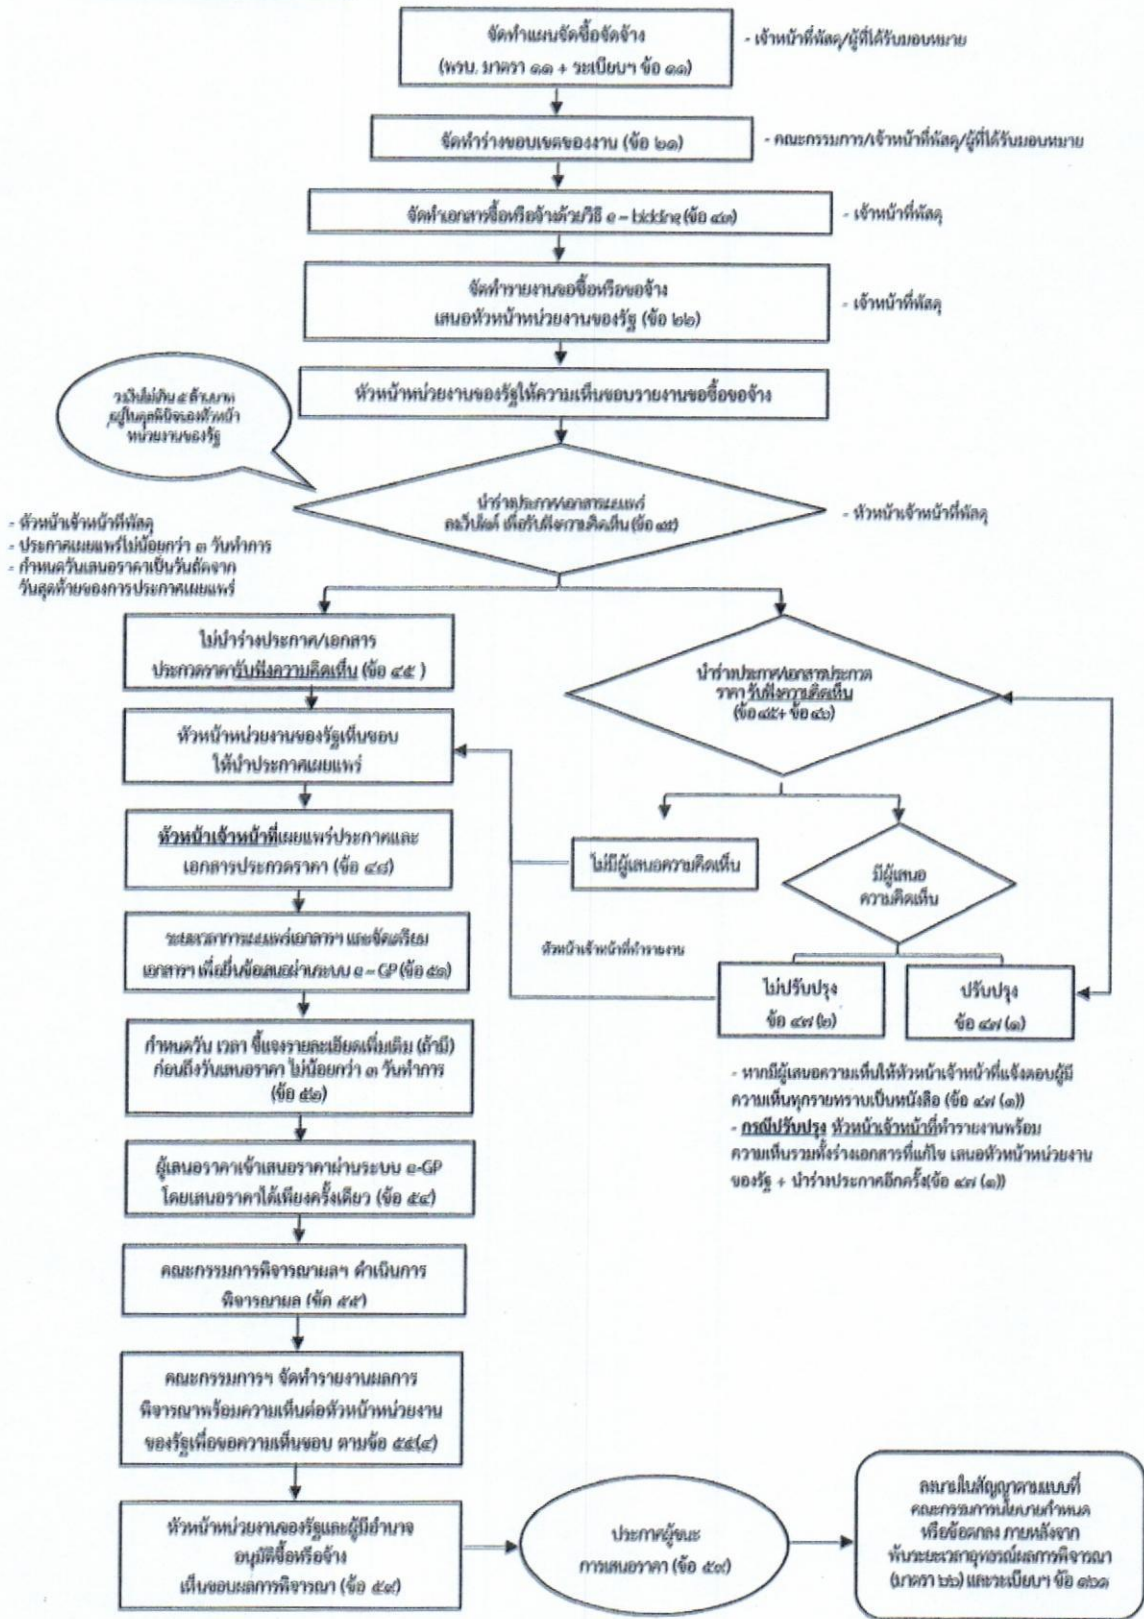 จัดทำแผนจัดซื้อจัดจ้าง
(พรบ. มาตรา ๑๑ + ระเบียบฯ ข้อ ๑๑)
- เจ้าหน้าที่พัสดุ/ผู้ที่ได้รับมอบหมาย
จัดทำร่างขอบเขตของงาน (ข้อ ๒๑)
- คณะกรรมการ/เจ้าหน้าที่พัสดุ/ผู้ที่ได้รับมอบหมาย
จัดทำเอกสารซื้อหรือจ้างด้วยวิธี e – bidding (ข้อ ๔๓)
- เจ้าหน้าที่พัสดุ
จัดทำรายงานขอซื้อหรือขอจ้าง
เสนอหัวหน้าหน่วยงานของรัฐ (ข้อ ๒๒)
- เจ้าหน้าที่พัสดุ
หัวหน้าหน่วยงานของรัฐให้ความเห็นชอบรายงานขอซื้อขอจ้าง
วงเงินไม่เกิน ๕ ล้านบาท
อยู่ในดุลพินิจของหัวหน้า
หน่วยงานของรัฐ
นำร่างประกาศ/เอกสารเผยแพร่
ลงเว็บไซต์ เพื่อรับฟังความคิดเห็น (ข้อ ๔๕)
- หัวหน้าเจ้าหน้าที่พัสดุ
- หัวหน้าเจ้าหน้าที่พัสดุ
- ประกาศเผยแพร่ไม่น้อยกว่า ๓ วันทำการ
- กำหนดวันเสนอราคาเป็นวันถัดจาก
วันสุดท้ายของการประกาศเผยแพร่
ไม่นำร่างประกาศ/เอกสาร
ประกวดราคารับฟังความคิดเห็น (ข้อ ๔๕ )
นำร่างประกาศ/เอกสารประกวด
ราคา รับฟังความคิดเห็น
(ข้อ ๔๕+ ข้อ ๔๖)
หัวหน้าหน่วยงานของรัฐเห็นชอบ
ให้นำประกาศเผยแพร่
หัวหน้าเจ้าหน้าที่เผยแพร่ประกาศและ
เอกสารประกวดราคา (ข้อ ๔๘)
ไม่มีผู้เสนอความคิดเห็น
มีผู้เสนอ
ความคิดเห็น
ระยะเวลาการเผยแพร่เอกสารฯ และจัดเตรียม
เอกสารฯ เพื่อยื่นข้อเสนอผ่านระบบ e – GP (ข้อ ๕๑)
หัวหน้าเจ้าหน้าที่ทำรายงาน
ไม่ปรับปรุง
ข้อ ๔๗ (๒)
ปรับปรุง
ข้อ ๔๗ (๑)
กำหนดวัน เวลา ชี้แจงรายละเอียดเพิ่มเติม (ถ้ามี)
ก่อนถึงวันเสนอราคา ไม่น้อยกว่า ๓ วันทำการ
(ข้อ ๕๒)
- หากมีผู้เสนอความเห็นให้หัวหน้าเจ้าหน้าที่แจ้งตอบผู้มี
ความเห็นทุกรายทราบเป็นหนังสือ (ข้อ ๔๗ (๑))
- กรณีปรับปรุง หัวหน้าเจ้าหน้าที่ทำรายงานพร้อม
ความเห็นรวมทั้งร่างเอกสารที่แก้ไข เสนอหัวหน้าหน่วยงาน
ของรัฐ + นำร่างประกาศอีกครั้ง(ข้อ ๔๗ (๑))
ผู้เสนอราคาเข้าเสนอราคาผ่านระบบ e-GP
โดยเสนอราคาได้เพียงครั้งเดียว (ข้อ ๕๔)
คณะกรรมการพิจารณาผลฯ ดำเนินการ
พิจารณาผล (ข้อ ๕๕)
คณะกรรมการฯ จัดทำรายงานผลการ
พิจารณาพร้อมความเห็นต่อหัวหน้าหน่วยงาน
ของรัฐเพื่อขอความเห็นชอบ ตามข้อ ๕๕(๔)
หัวหน้าหน่วยงานของรัฐและผู้มีอำนาจ
อนุมัติซื้อหรือจ้าง
เห็นชอบผลการพิจารณา (ข้อ ๕๙)
ประกาศผู้ชนะ
การเสนอราคา (ข้อ ๕๙)
ลงนามในสัญญาตามแบบที่
คณะกรรมการนโยบายกำหนด
หรือข้อตกลง ภายหลังจาก
พ้นระยะเวลาอุทธรณ์ผลการพิจารณา
(มาตรา ๖๖) และระเบียบฯ ข้อ ๑๖๑